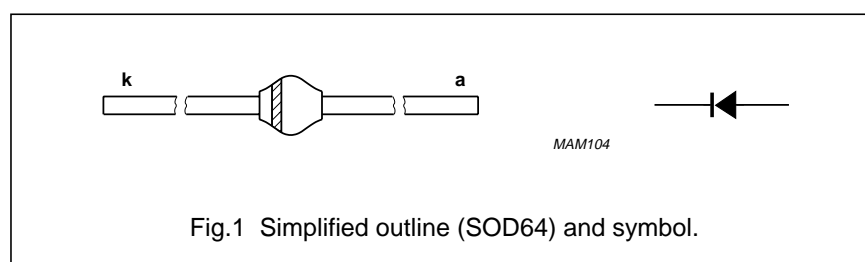 k
a
MAM104
Fig.1 Simplified outline (SOD64) and symbol.